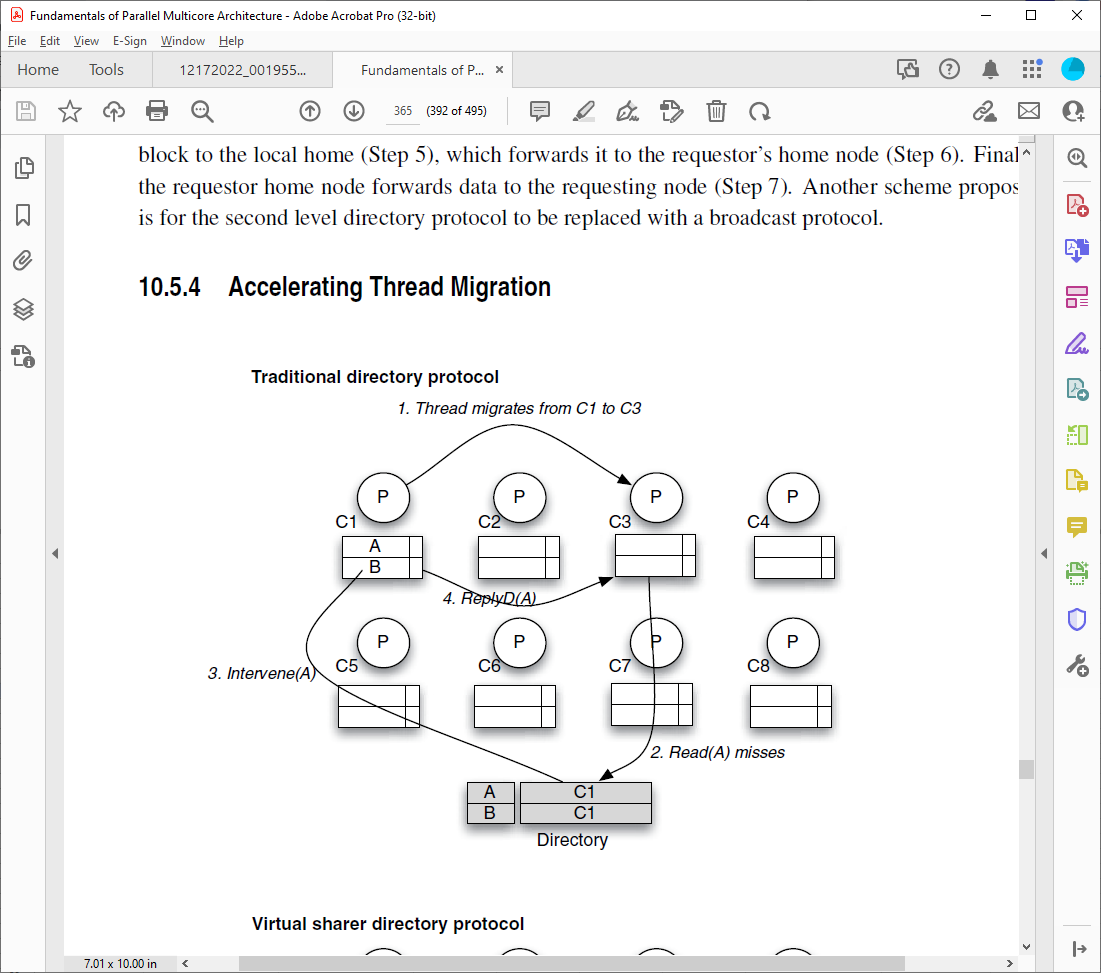 Fundamentals of Parallel Multicore Architecture - Adobe Acrobat Pro (32-bit)
File Edit View E-Sign Window Help
Home Tools 12172022_001955... Fundamentals of P... ×
365 (392 of 495)
block to the local home (Step 5), which forwards it to the requestor's home node (Step 6). Final
the requestor home node forwards data to the requesting node (Step 7). Another scheme propos
is for the second level directory protocol to be replaced with a broadcast protocol.
10.5.4 Accelerating Thread Migration
Traditional directory protocol
1. Thread migrates from C1 to C3
P P P P
C1 C2 C3 C4
A
B
4. ReplyD(A)
P P P P
C5 C6 C7 C8
3. Intervene(A)
2. Read(A) misses
A C1
B C1
Directory
Virtual sharer directory protocol
7.01 x 10.00 in